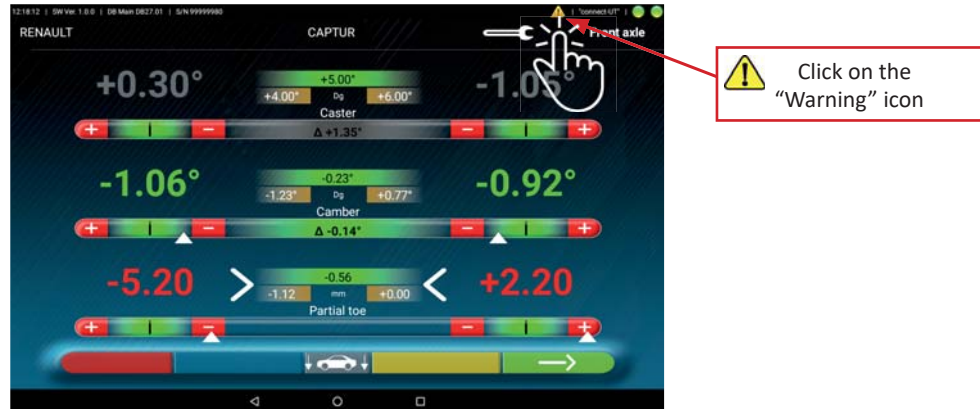 12:18:12 | SW Ver. 1.0.0 | DB Main DB27.01 | S/N 99999980
| "connect-UT" |
RENAULT CAPTUR Front axle
+0.30° +5.00° -1.05°
+4.00° Dg +6.00°
Caster
+ - Δ +1.35° - +
-1.06° -0.23° -0.92°
-1.23° Dg +0.77°
Camber
+ - Δ -0.14° - +
-5.20 -0.56 +2.20
-1.12 mm +0.00
Partial toe
+ - - +
Click on the
“Warning” icon